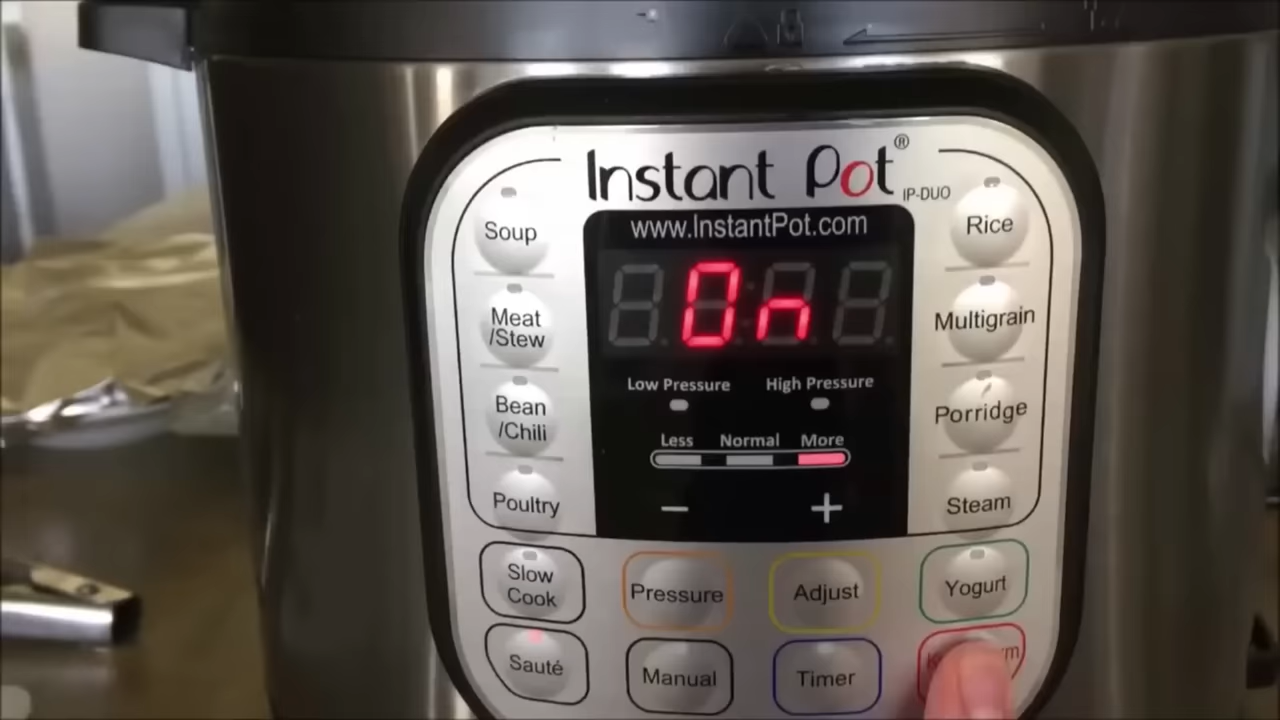 Instant Pot®
IP-DUO
www.InstantPot.com
On
Low Pressure
High Pressure
Less
Normal
More
−
+
Soup
Meat
/Stew
Bean
/Chili
Poultry
Rice
Multigrain
Porridge
Steam
Slow
Cook
Pressure
Adjust
Yogurt
Sauté
Manual
Timer